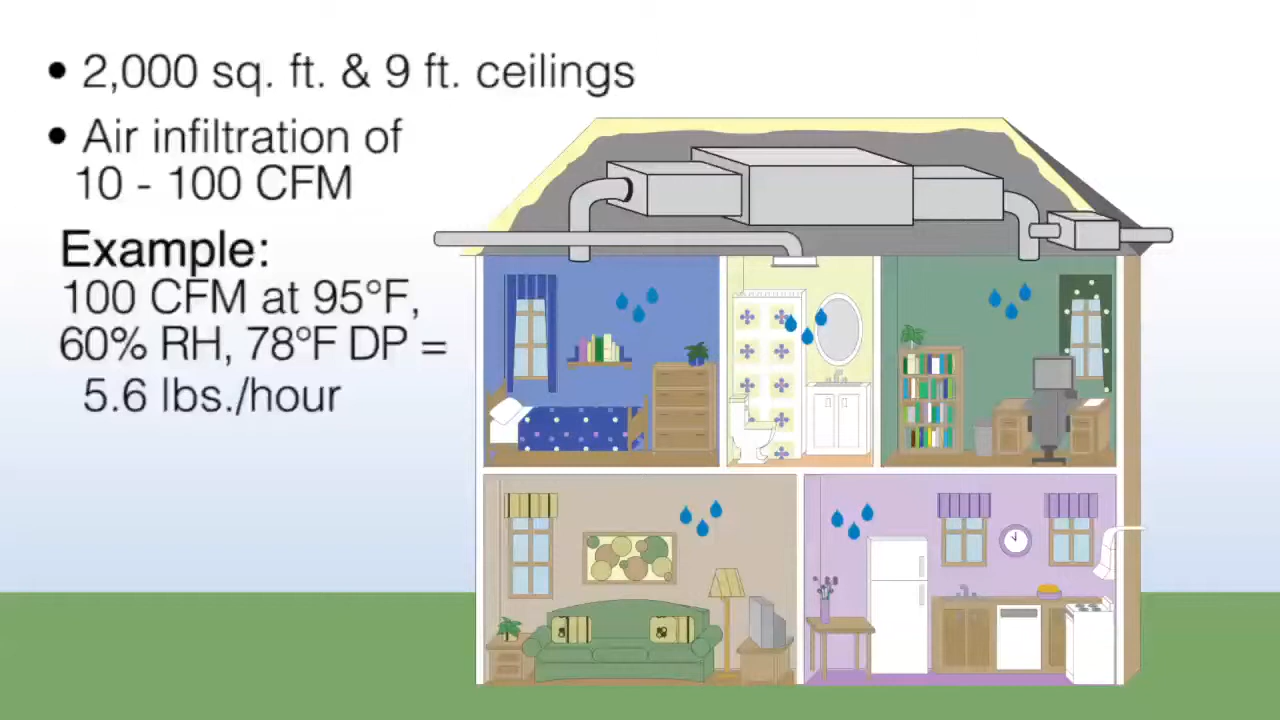 • 2,000 sq. ft. & 9 ft. ceilings
• Air infiltration of
10 - 100 CFM
Example:
100 CFM at 95°F,
60% RH, 78°F DP =
5.6 lbs./hour